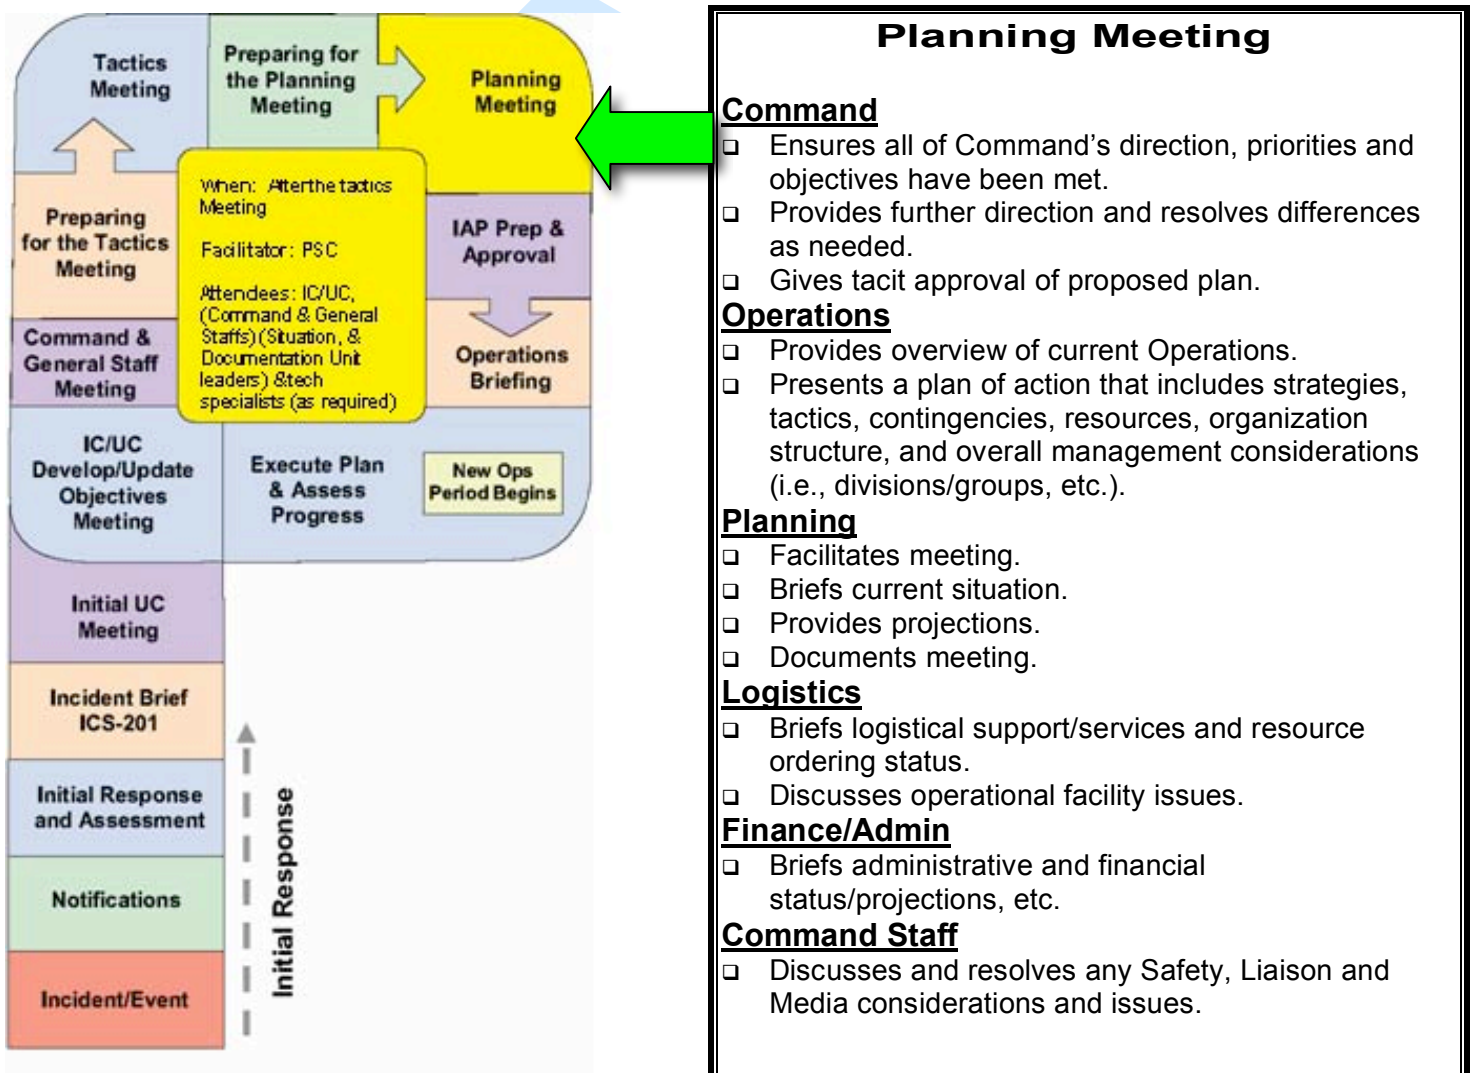 Tactics
Meeting
Preparing for
the Planning
Meeting
Planning
Meeting
When: After the tactics
Meeting
Facilitator: PSC
Attendees: IC/UC,
(Command & General
Staffs) (Situation, &
Documentation Unit
leaders) & tech
specialists (as required)
Preparing
for the Tactics
Meeting
IAP Prep &
Approval
Command &
General Staff
Meeting
Operations
Briefing
IC/UC
Develop/Update
Objectives
Meeting
Execute Plan
& Assess
Progress
New Ops
Period Begins
Initial UC
Meeting
Incident Brief
ICS-201
Initial Response
and Assessment
Notifications
Incident/Event
Initial Response
Planning Meeting
Command
❑ Ensures all of Command’s direction, priorities and
objectives have been met.
❑ Provides further direction and resolves differences
as needed.
❑ Gives tacit approval of proposed plan.
Operations
❑ Provides overview of current Operations.
❑ Presents a plan of action that includes strategies,
tactics, contingencies, resources, organization
structure, and overall management considerations
(i.e., divisions/groups, etc.).
Planning
❑ Facilitates meeting.
❑ Briefs current situation.
❑ Provides projections.
❑ Documents meeting.
Logistics
❑ Briefs logistical support/services and resource
ordering status.
❑ Discusses operational facility issues.
Finance/Admin
❑ Briefs administrative and financial
status/projections, etc.
Command Staff
❑ Discusses and resolves any Safety, Liaison and
Media considerations and issues.